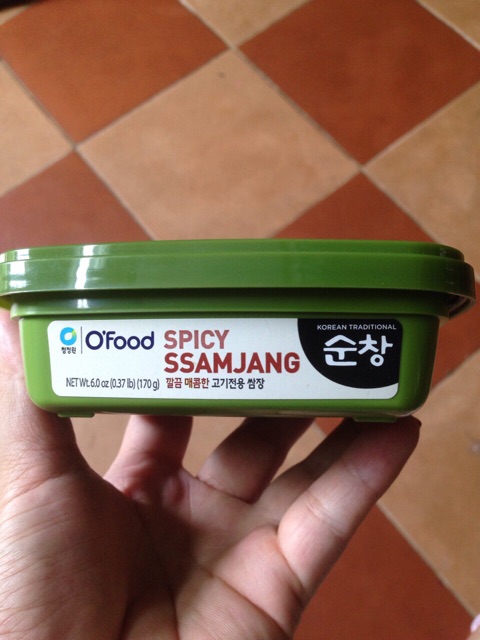 청정원
O'Food
SPICY
SSAMJANG
NET Wt. 6.0 oz (0.37 lb) (170 g)
깔끔 매콤한 고기전용 쌈장
KOREAN TRADITIONAL
순창